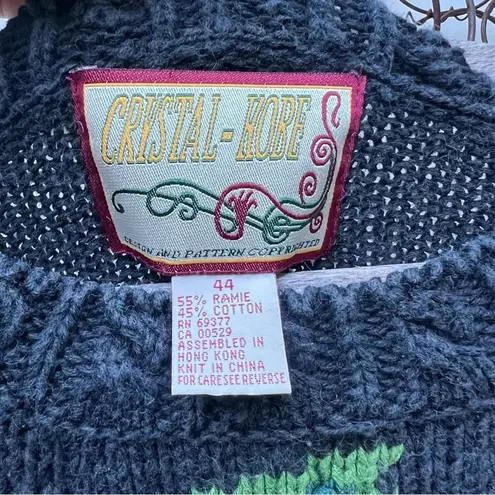 CRYSTAL-KOBE
DESIGN AND PATTERN COPYRIGHTED
44
55% RAMIE
45% COTTON
RN 69377
CA 00529
ASSEMBLED IN
HONG KONG
KNIT IN CHINA
FOR CARE SEE REVERSE